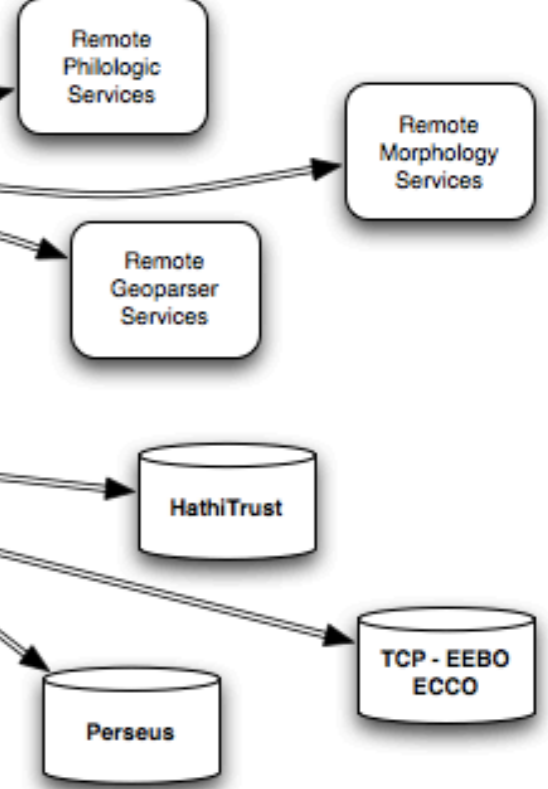 Remote
Philologic
Services
Remote
Morphology
Services
Remote
Geoparser
Services
HathiTrust
TCP - EEBO
ECCO
Perseus